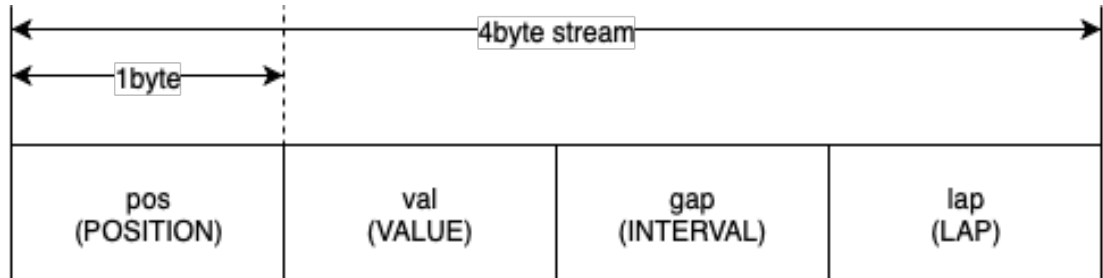 4byte stream
1byte
pos
(POSITION)
val
(VALUE)
gap
(INTERVAL)
lap
(LAP)